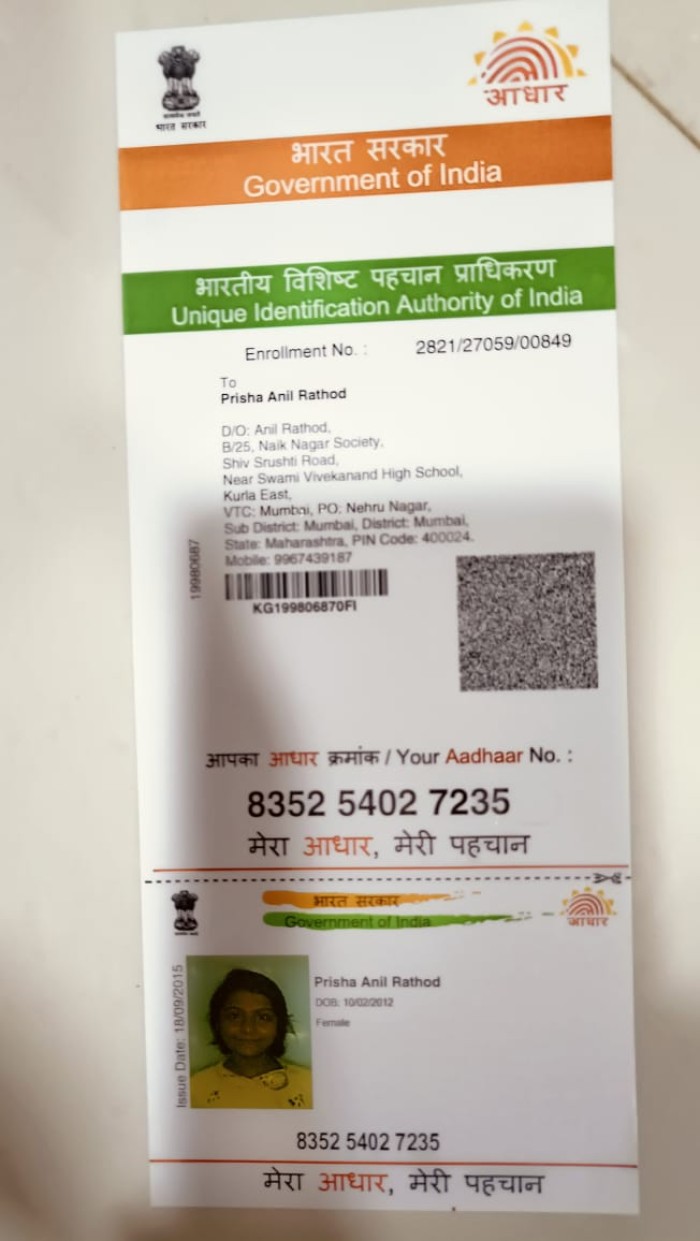 भारत सरकार
आधार
भारत सरकार
Government of India
भारतीय विशिष्ट पहचान प्राधिकरण
Unique Identification Authority of India
Enrollment No. : 2821/27059/00849
To
Prisha Anil Rathod
D/O: Anil Rathod,
B/25, Naik Nagar Society,
Shiv Srushti Road,
Near Swami Vivekanand High School,
Kurla East,
VTC: Mumbai, PO: Nehru Nagar,
Sub District: Mumbai, District: Mumbai,
State: Maharashtra, PIN Code: 400024.
Mobile: 9967439187
19980687
KG199806870FI
आपका आधार क्रमांक / Your Aadhaar No. :
8352 5402 7235
मेरा आधार, मेरी पहचान
भारत सरकार
Government of India
आधार
Issue Date: 18/09/2015
Prisha Anil Rathod
DOB: 10/02/2012
Female
8352 5402 7235
मेरा आधार, मेरी पहचान